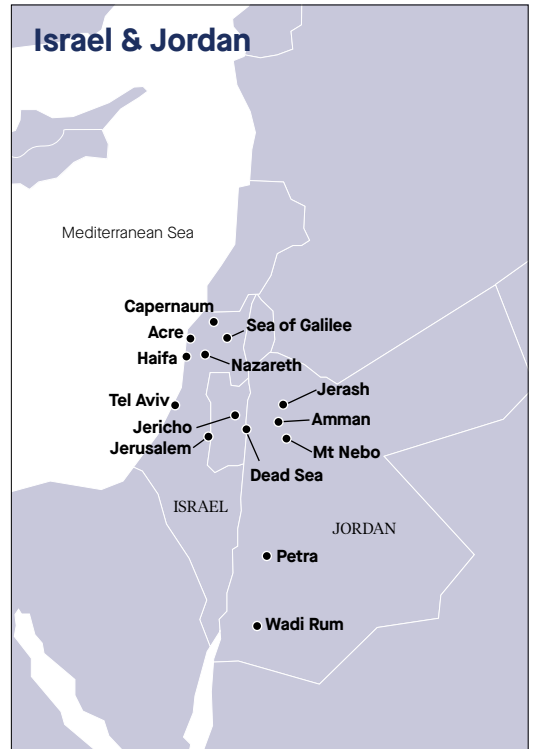 Israel & Jordan
Mediterranean Sea
Capernaum
Acre
Sea of Galilee
Haifa
Nazareth
Tel Aviv
Jerash
Jericho
Amman
Jerusalem
Mt Nebo
Dead Sea
ISRAEL
JORDAN
Petra
Wadi Rum